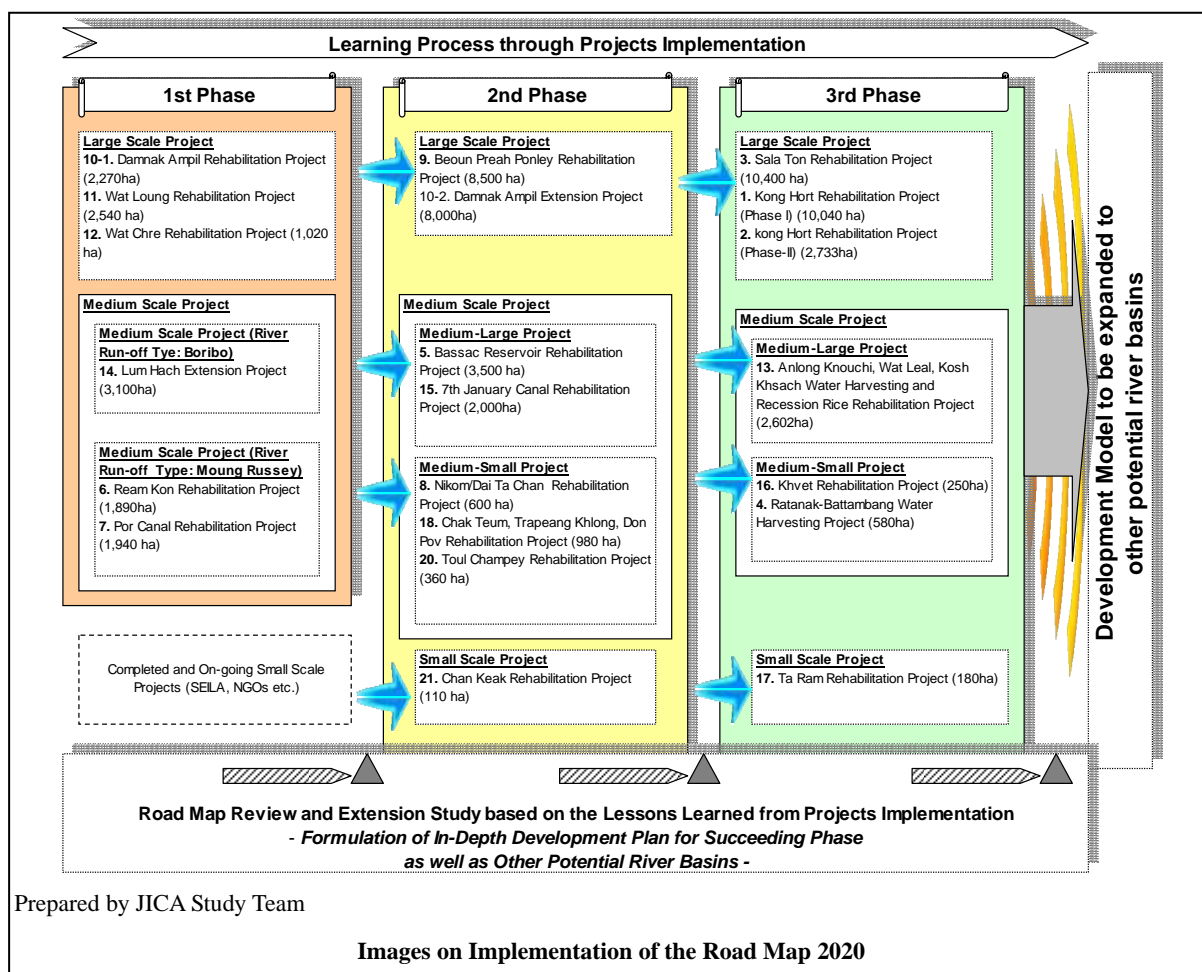 Learning Process through Projects Implementation
1st Phase
Large Scale Project
10-1. Damnak Ampil Rehabilitation Project
(2,270ha)
11. Wat Loung Rehabilitation Project
(2,540 ha)
12. Wat Chre Rehabilitation Project (1,020
ha)
Medium Scale Project
Medium Scale Project (River
Run-off Tye: Boribo)
14. Lum Hach Extension Project
(3,100ha)
Medium Scale Project (River
Run-off Type: Moung Russey)
6. Ream Kon Rehabilitation Project
(1,890ha)
7. Por Canal Rehabilitation Project
(1,940 ha)
Completed and On-going Small Scale
Projects (SEILA, NGOs etc.)
2nd Phase
Large Scale Project
9. Beoun Preah Ponley Rehabilitation
Project (8,500 ha)
10-2. Damnak Ampil Extension Project
(8,000ha)
Medium Scale Project
Medium-Large Project
5. Bassac Reservoir Rehabilitation
Project (3,500 ha)
15. 7th January Canal Rehabilitation
Project (2,000ha)
Medium-Small Project
8. Nikom/Dai Ta Chan Rehabilitation
Project (600 ha)
18. Chak Teum, Trapeang Khlong, Don
Pov Rehabilitation Project (980 ha)
20. Toul Champey Rehabilitation Project
(360 ha)
Small Scale Project
21. Chan Keak Rehabilitation Project
(110 ha)
3rd Phase
Large Scale Project
3. Sala Ton Rehabilitation Project
(10,400 ha)
1. Kong Hort Rehabilitation Project
(Phase I) (10,040 ha)
2. kong Hort Rehabilitation Project
(Phase-II) (2,733ha)
Medium Scale Project
Medium-Large Project
13. Anlong Knouchi, Wat Leal, Kosh
Khsach Water Harvesting and
Recession Rice Rehabilitation Project
(2,602ha)
Medium-Small Project
16. Khvet Rehabilitation Project (250ha)
4. Ratanak-Battambang Water
Harvesting Project (580ha)
Small Scale Project
17. Ta Ram Rehabilitation Project (180ha)
Development Model to be expanded to
other potential river basins
Road Map Review and Extension Study based on the Lessons Learned from Projects Implementation
- Formulation of In-Depth Development Plan for Succeeding Phase
as well as Other Potential River Basins -
Prepared by JICA Study Team
Images on Implementation of the Road Map 2020